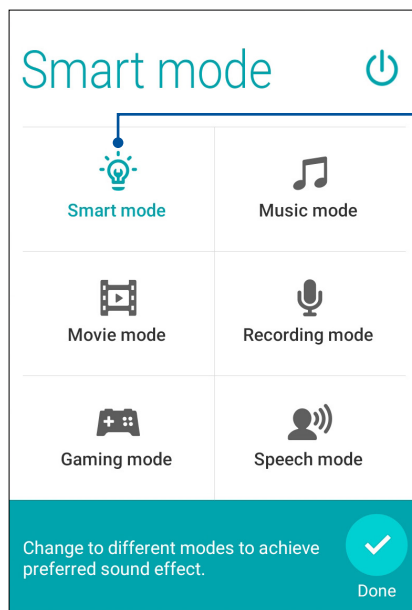 Smart mode
Smart mode
Music mode
Movie mode
Recording mode
Gaming mode
Speech mode
Change to different modes to achieve
preferred sound effect.
Done